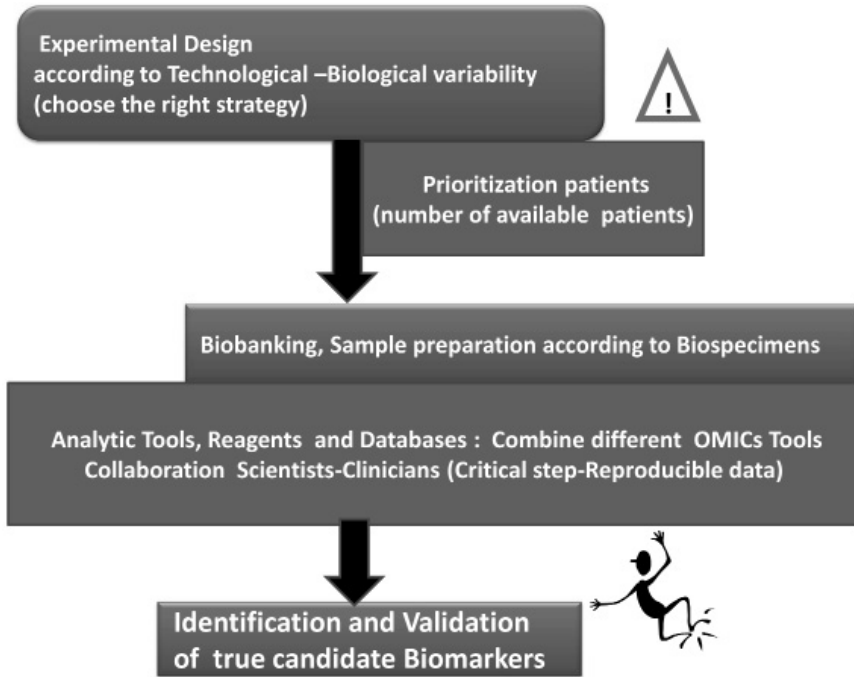 Experimental Design
according to Technological –Biological variability
(choose the right strategy)
!
Prioritization patients
(number of available patients)
Biobanking, Sample preparation according to Biospecimens
Analytic Tools, Reagents and Databases : Combine different OMICs Tools
Collaboration Scientists-Clinicians (Critical step-Reproducible data)
Identification and Validation
of true candidate Biomarkers